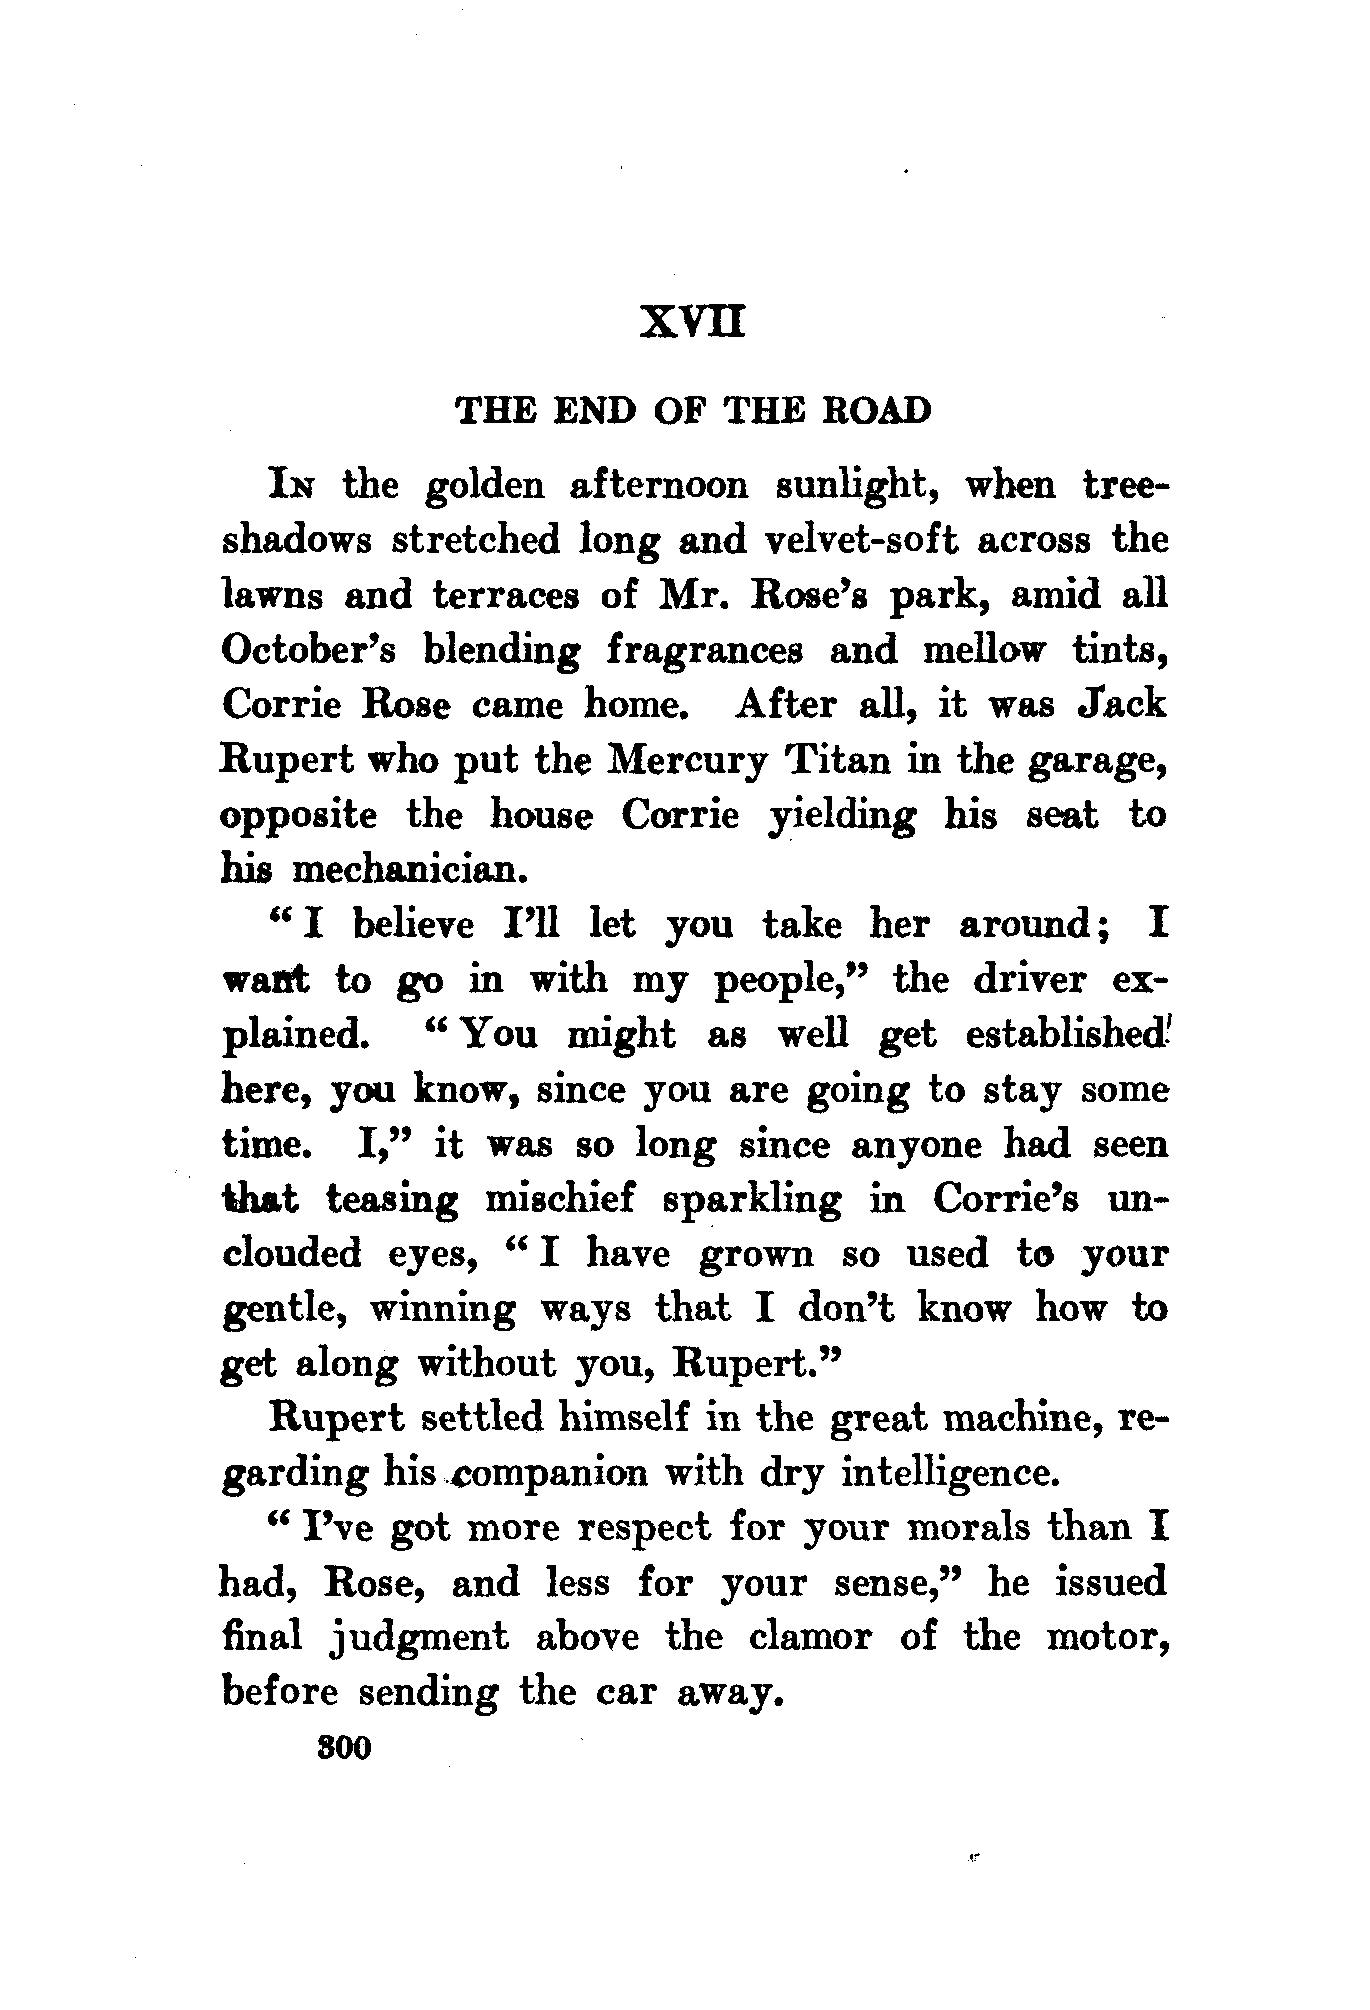 XVII
THE END OF THE ROAD
In the golden afternoon sunlight, when tree-
shadows stretched long and velvet-soft across the
lawns and terraces of Mr. Rose's park, amid all
October's blending fragrances and mellow tints,
Corrie Rose came home. After all, it was Jack
Rupert who put the Mercury Titan in the garage,
opposite the house Corrie yielding his seat to
his mechanician.
“ I believe I'll let you take her around; I
want to go in with my people,” the driver ex-
plained. “ You might as well get established
here, you know, since you are going to stay some
time. I,” it was so long since anyone had seen
that teasing mischief sparkling in Corrie's un-
clouded eyes, “ I have grown so used to your
gentle, winning ways that I don't know how to
get along without you, Rupert.”
Rupert settled himself in the great machine, re-
garding his companion with dry intelligence.
“ I've got more respect for your morals than I
had, Rose, and less for your sense,” he issued
final judgment above the clamor of the motor,
before sending the car away.
300